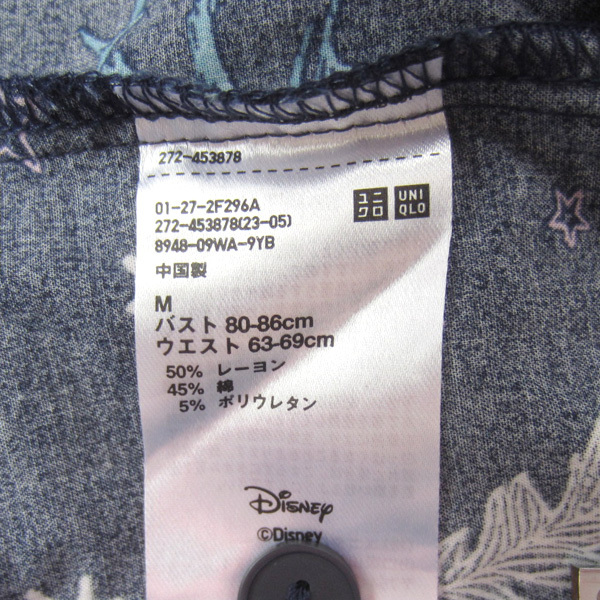 272-453878
01-27-2F296A
272-453878(23-05)
8948-09WA-9YB
中国製
ユニ
クロ
UNI
QLO
M
バスト 80-86cm
ウエスト 63-69cm
50% レーヨン
45% 綿
5% ポリウレタン
Disney
©Disney